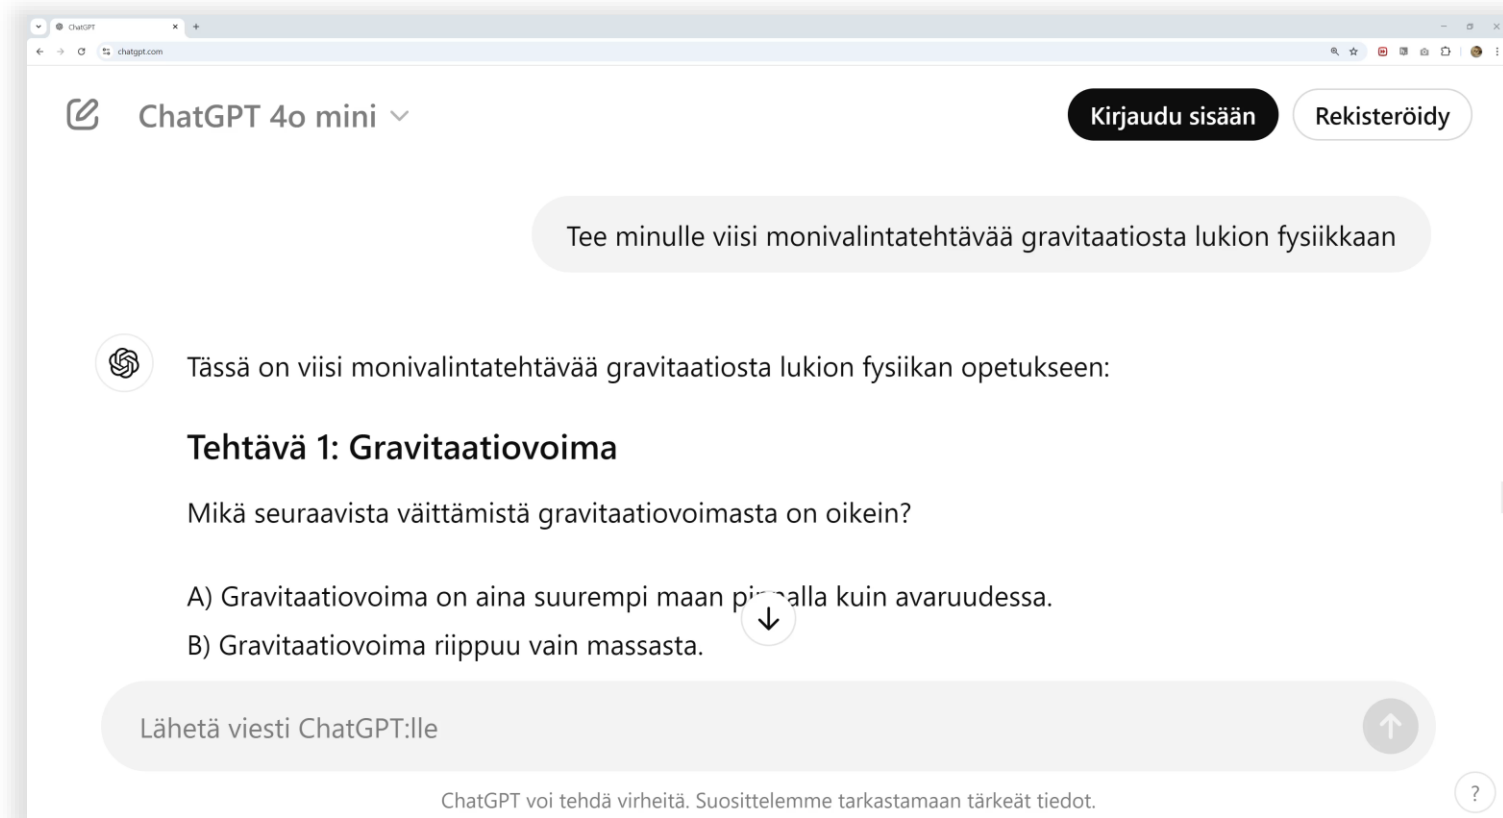 ChatGPT
chatgpt.com
ChatGPT 4o mini
Kirjaudu sisään
Rekisteröidy
Tee minulle viisi monivalintatehtävää gravitaatiosta lukion fysiikkaan
Tässä on viisi monivalintatehtävää gravitaatiosta lukion fysiikan opetukseen:
Tehtävä 1: Gravitaatiovoima
Mikä seuraavista väittämistä gravitaatiovoimasta on oikein?
A) Gravitaatiovoima on aina suurempi maan pinnalla kuin avaruudessa.
B) Gravitaatiovoima riippuu vain massasta.
Lähetä viesti ChatGPT:lle
ChatGPT voi tehdä virheitä. Suosittelemme tarkastamaan tärkeät tiedot.
?